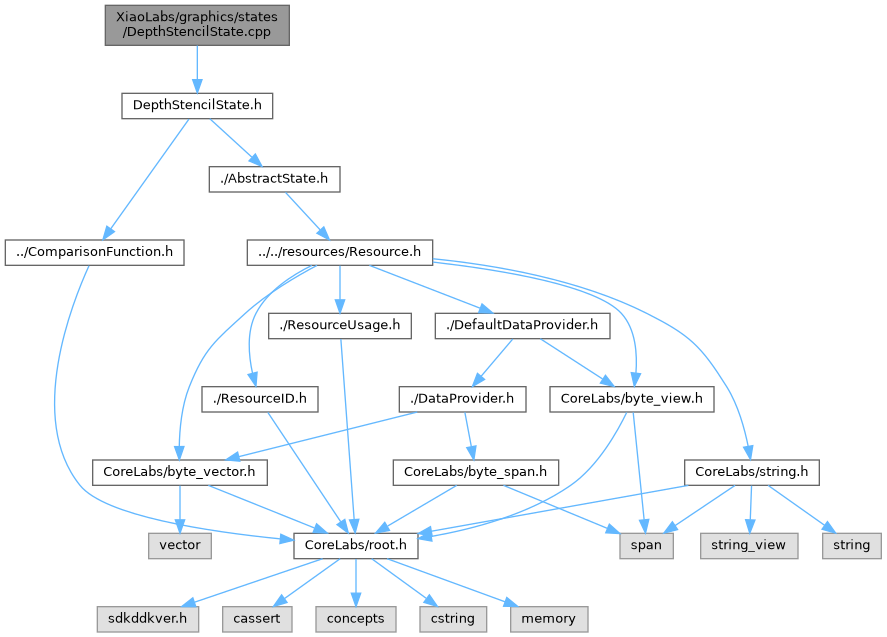 XiaoLabs/graphics/states
/DepthStencilState.cpp
DepthStencilState.h
./AbstractState.h
../ComparisonFunction.h
../../resources/Resource.h
./ResourceUsage.h
./DefaultDataProvider.h
./ResourceID.h
./DataProvider.h
CoreLabs/byte_view.h
CoreLabs/byte_vector.h
CoreLabs/byte_span.h
CoreLabs/string.h
vector
CoreLabs/root.h
span
string_view
string
sdkddkver.h
cassert
concepts
cstring
memory